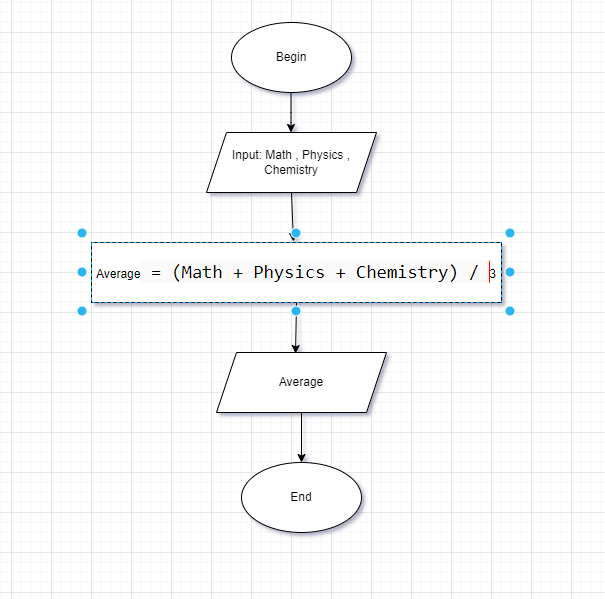 Begin
Input: Math , Physics ,
Chemistry
Average = (Math + Physics + Chemistry) / 3
Average
End